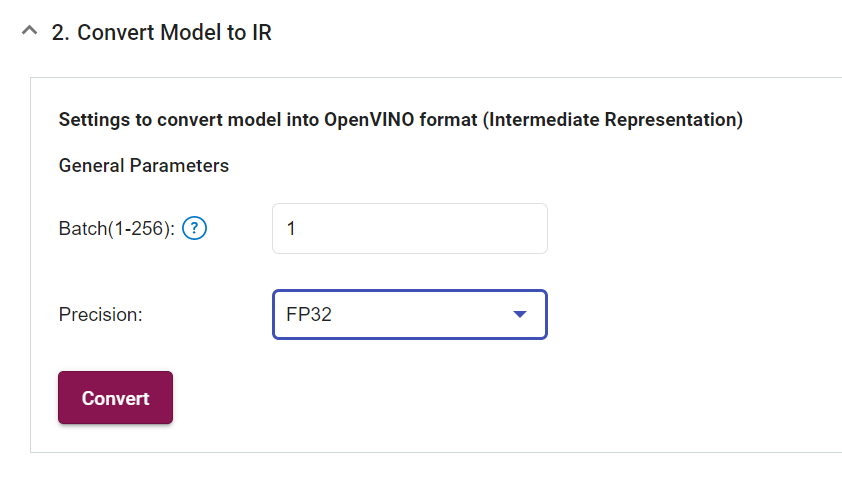 2. Convert Model to IR
Settings to convert model into OpenVINO format (Intermediate Representation)
General Parameters
Batch(1-256): ? 1
Precision: FP32
Convert